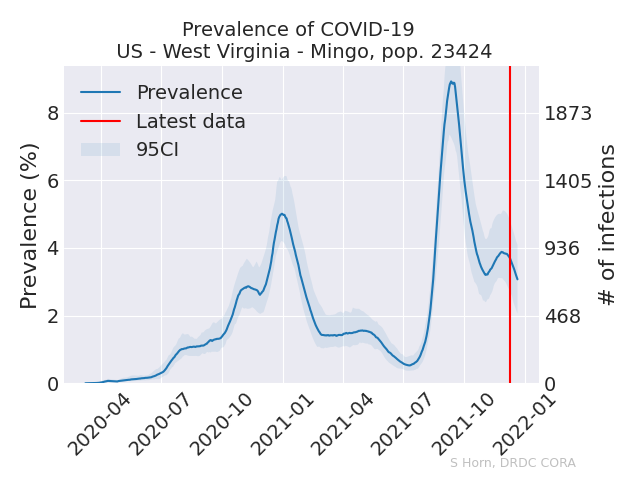 Prevalence of COVID-19
US - West Virginia - Mingo, pop. 23424
Prevalence
Latest data
95CI
Prevalence (%)
8
6
4
2
0
1873
1405
936
468
0
# of infections
2020-04
2020-07
2020-10
2021-01
2021-04
2021-07
2021-10
2022-01
S Horn, DRDC CORA